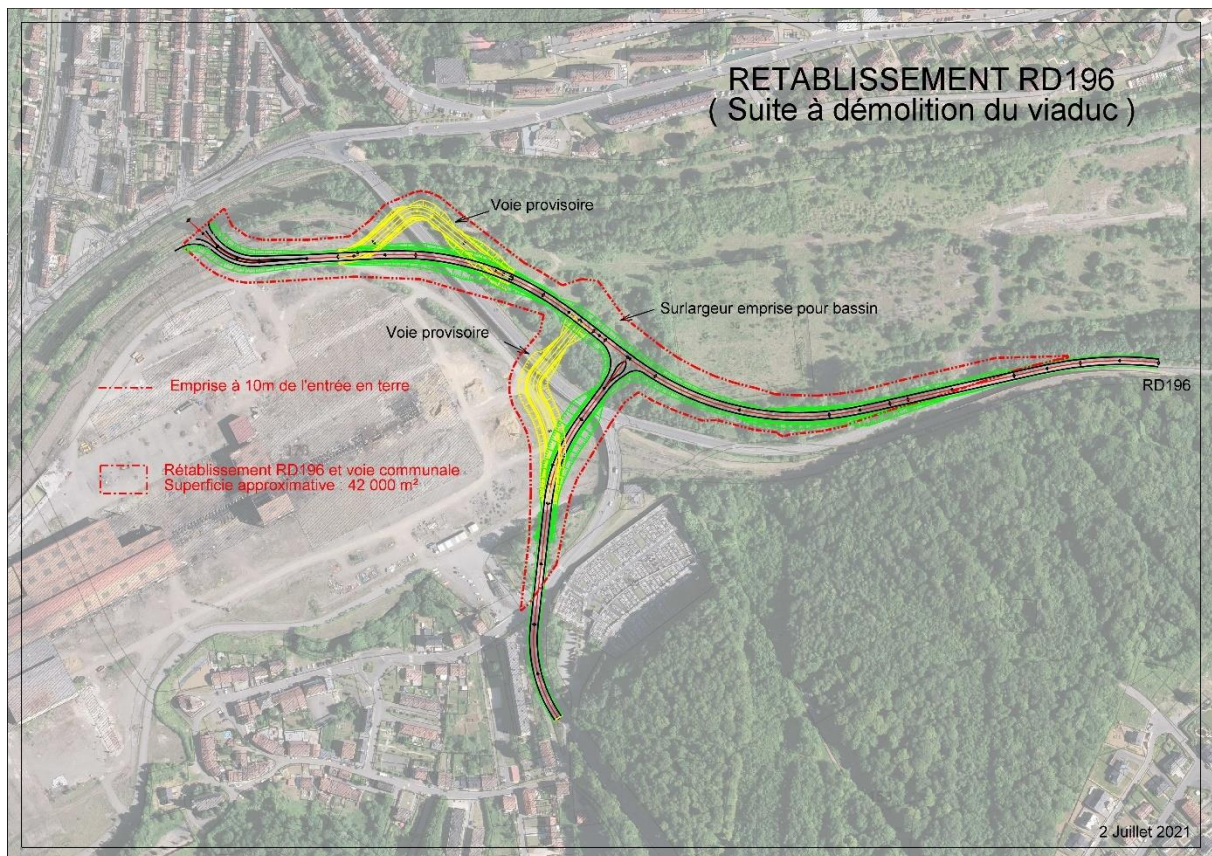 RETABLISSEMENT RD196
( Suite à démolition du viaduc )
Voie provisoire
Surlargeur emprise pour bassin
Voie provisoire
RD196
Emprise à 10m de l'entrée en terre
Rétablissement RD196 et voie communale
Superficie approximative : 42 000 m²
2 Juillet 2021